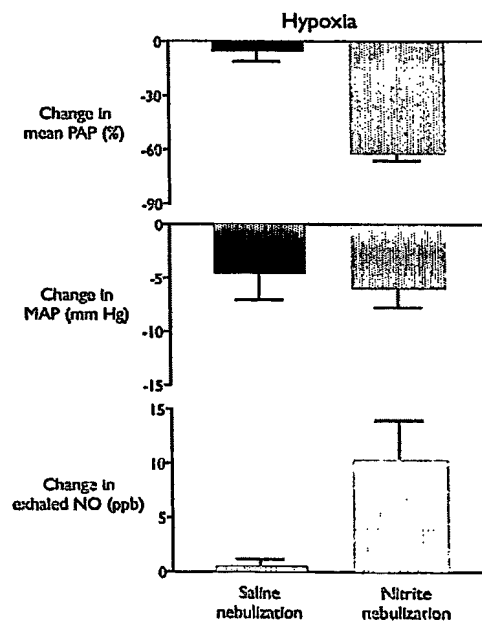 Hypoxia
0
-30
-60
-90
Change in
mean PAP (%)
0
-5
-10
-15
Change in
MAP (mm Hg)
15
10
5
0
Change in
exhaled NO (ppb)
Saline
nebulization
Nitrite
nebulization